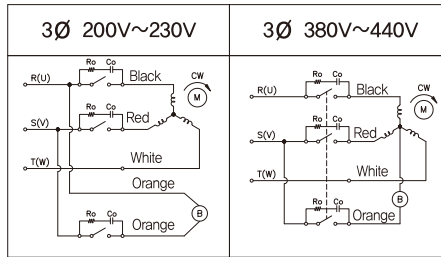 3Ø 200V～230V
Ro Co
R(U)
Black
CW
M
Ro Co
S(V)
Red
T(W)
White
Orange
B
Ro Co
Orange
3Ø 380V～440V
Ro Co
R(U)
Black
CW
M
Ro Co
S(V)
Red
T(W)
White
B
Ro Co
Orange